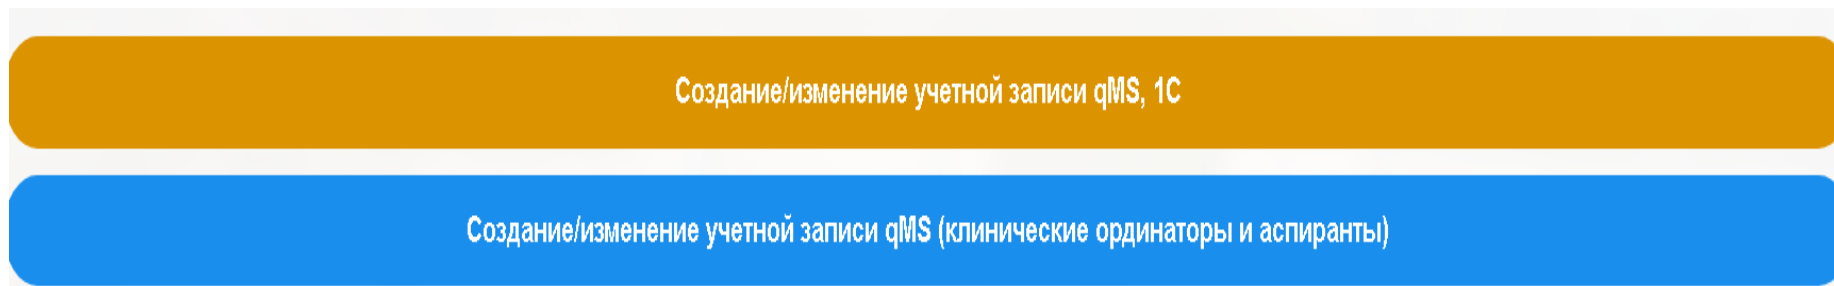 Создание/изменение учетной записи qMS, 1С
Создание/изменение учетной записи qMS (клинические ординаторы и аспиранты)